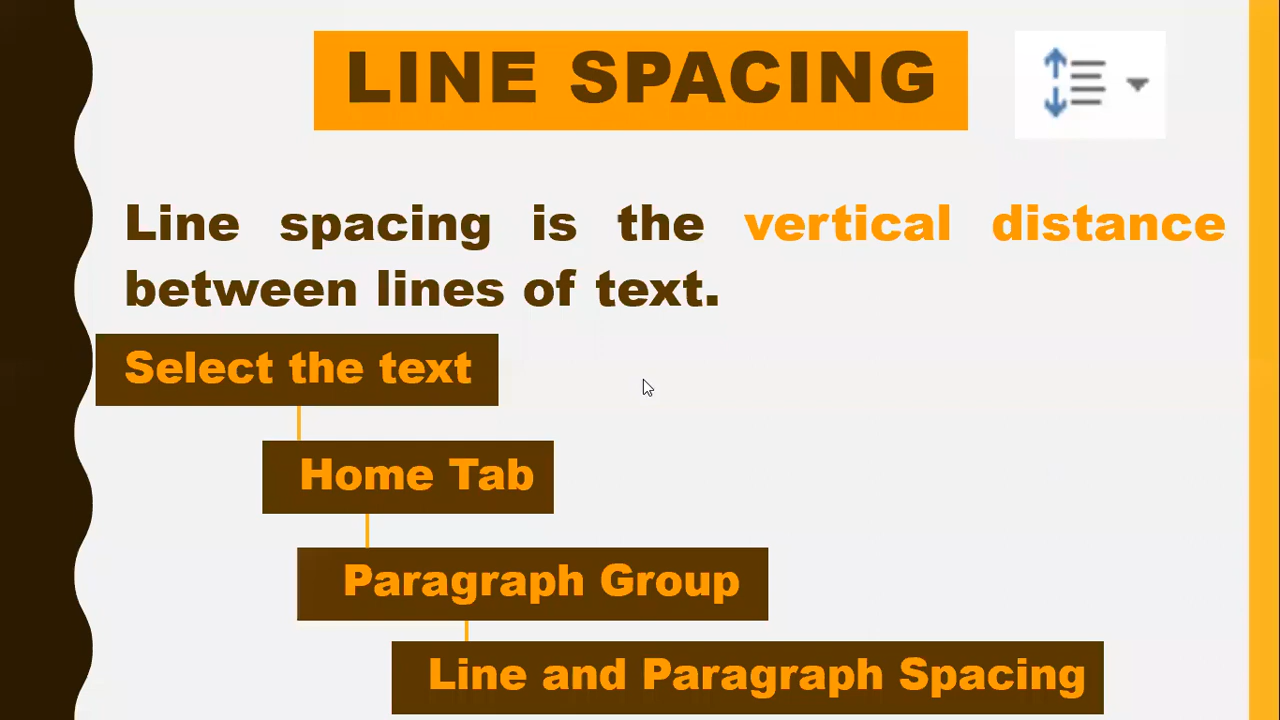 LINE SPACING
Line spacing is the vertical distance
between lines of text.
Select the text
Home Tab
Paragraph Group
Line and Paragraph Spacing